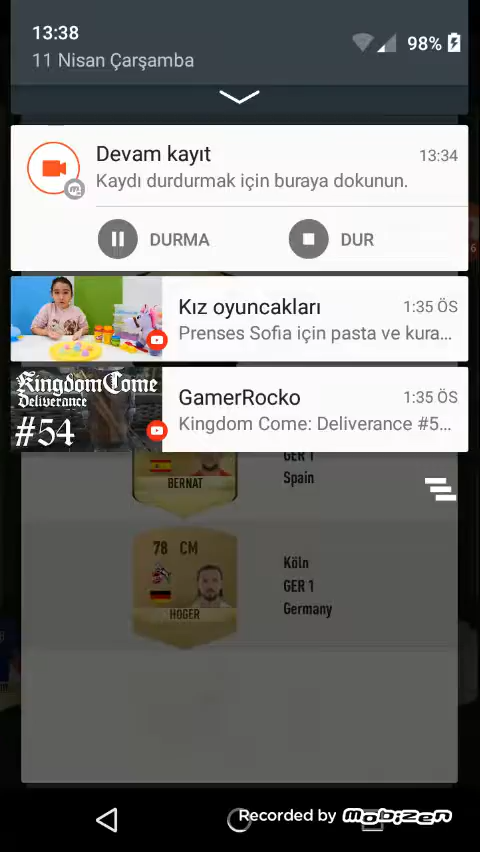 13:38
11 Nisan Çarşamba
98%
Devam kayıt
13:34
Kaydı durdurmak için buraya dokunun.
DURMA
DUR
Kız oyuncakları
1:35 ÖS
Prenses Sofia için pasta ve kura...
Kingdom Come
Deliverance
#54
GamerRocko
1:35 ÖS
Kingdom Come: Deliverance #5...
GER 1
BERNAT
Spain
78 CM
Köln
GER 1
Germany
HOGER
Recorded by Mobizen